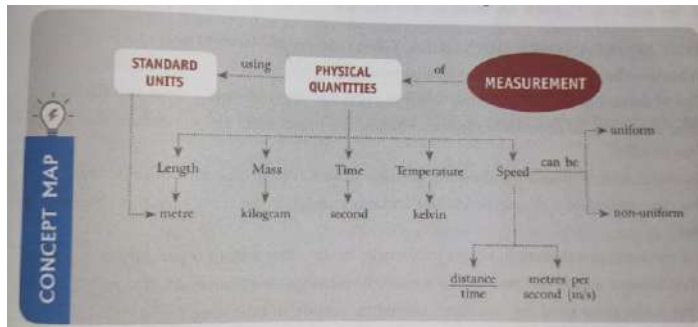 STANDARD
UNITS
using
PHYSICAL
QUANTITIES
of
MEASUREMENT
CONCEPT MAP
Length
Mass
Time
Temperature
Speed
can be
uniform
non-uniform
metre
kilogram
second
kelvin
distance
time
metres per
second (m/s)